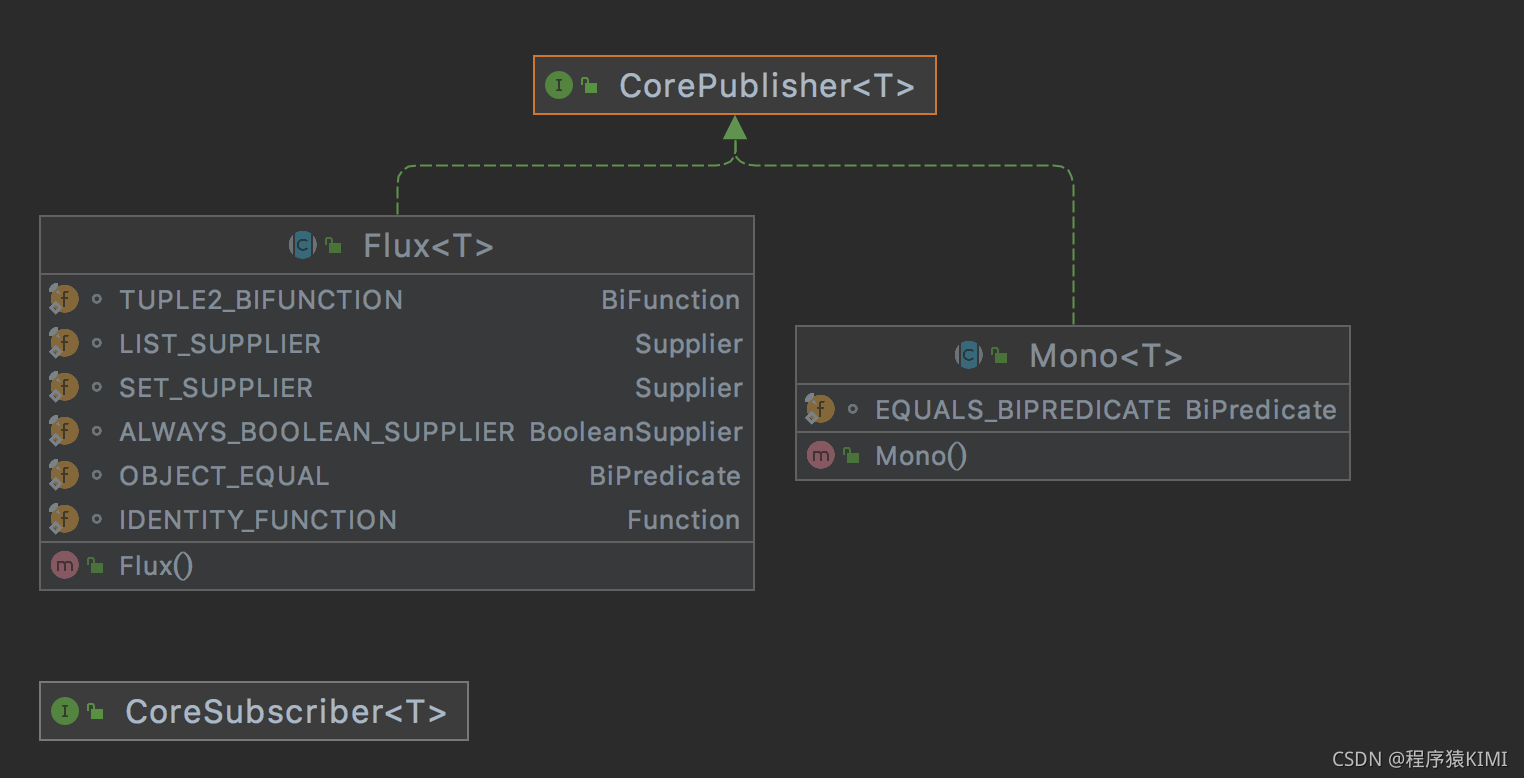 CorePublisher<T>
Flux<T>
TUPLE2_BIFUNCTION BiFunction
LIST_SUPPLIER Supplier
SET_SUPPLIER Supplier
ALWAYS_BOOLEAN_SUPPLIER BooleanSupplier
OBJECT_EQUAL BiPredicate
IDENTITY_FUNCTION Function
Flux()
Mono<T>
EQUALS_BIPREDICATE BiPredicate
Mono()
CoreSubscriber<T>
CSDN @程序猿KIMI